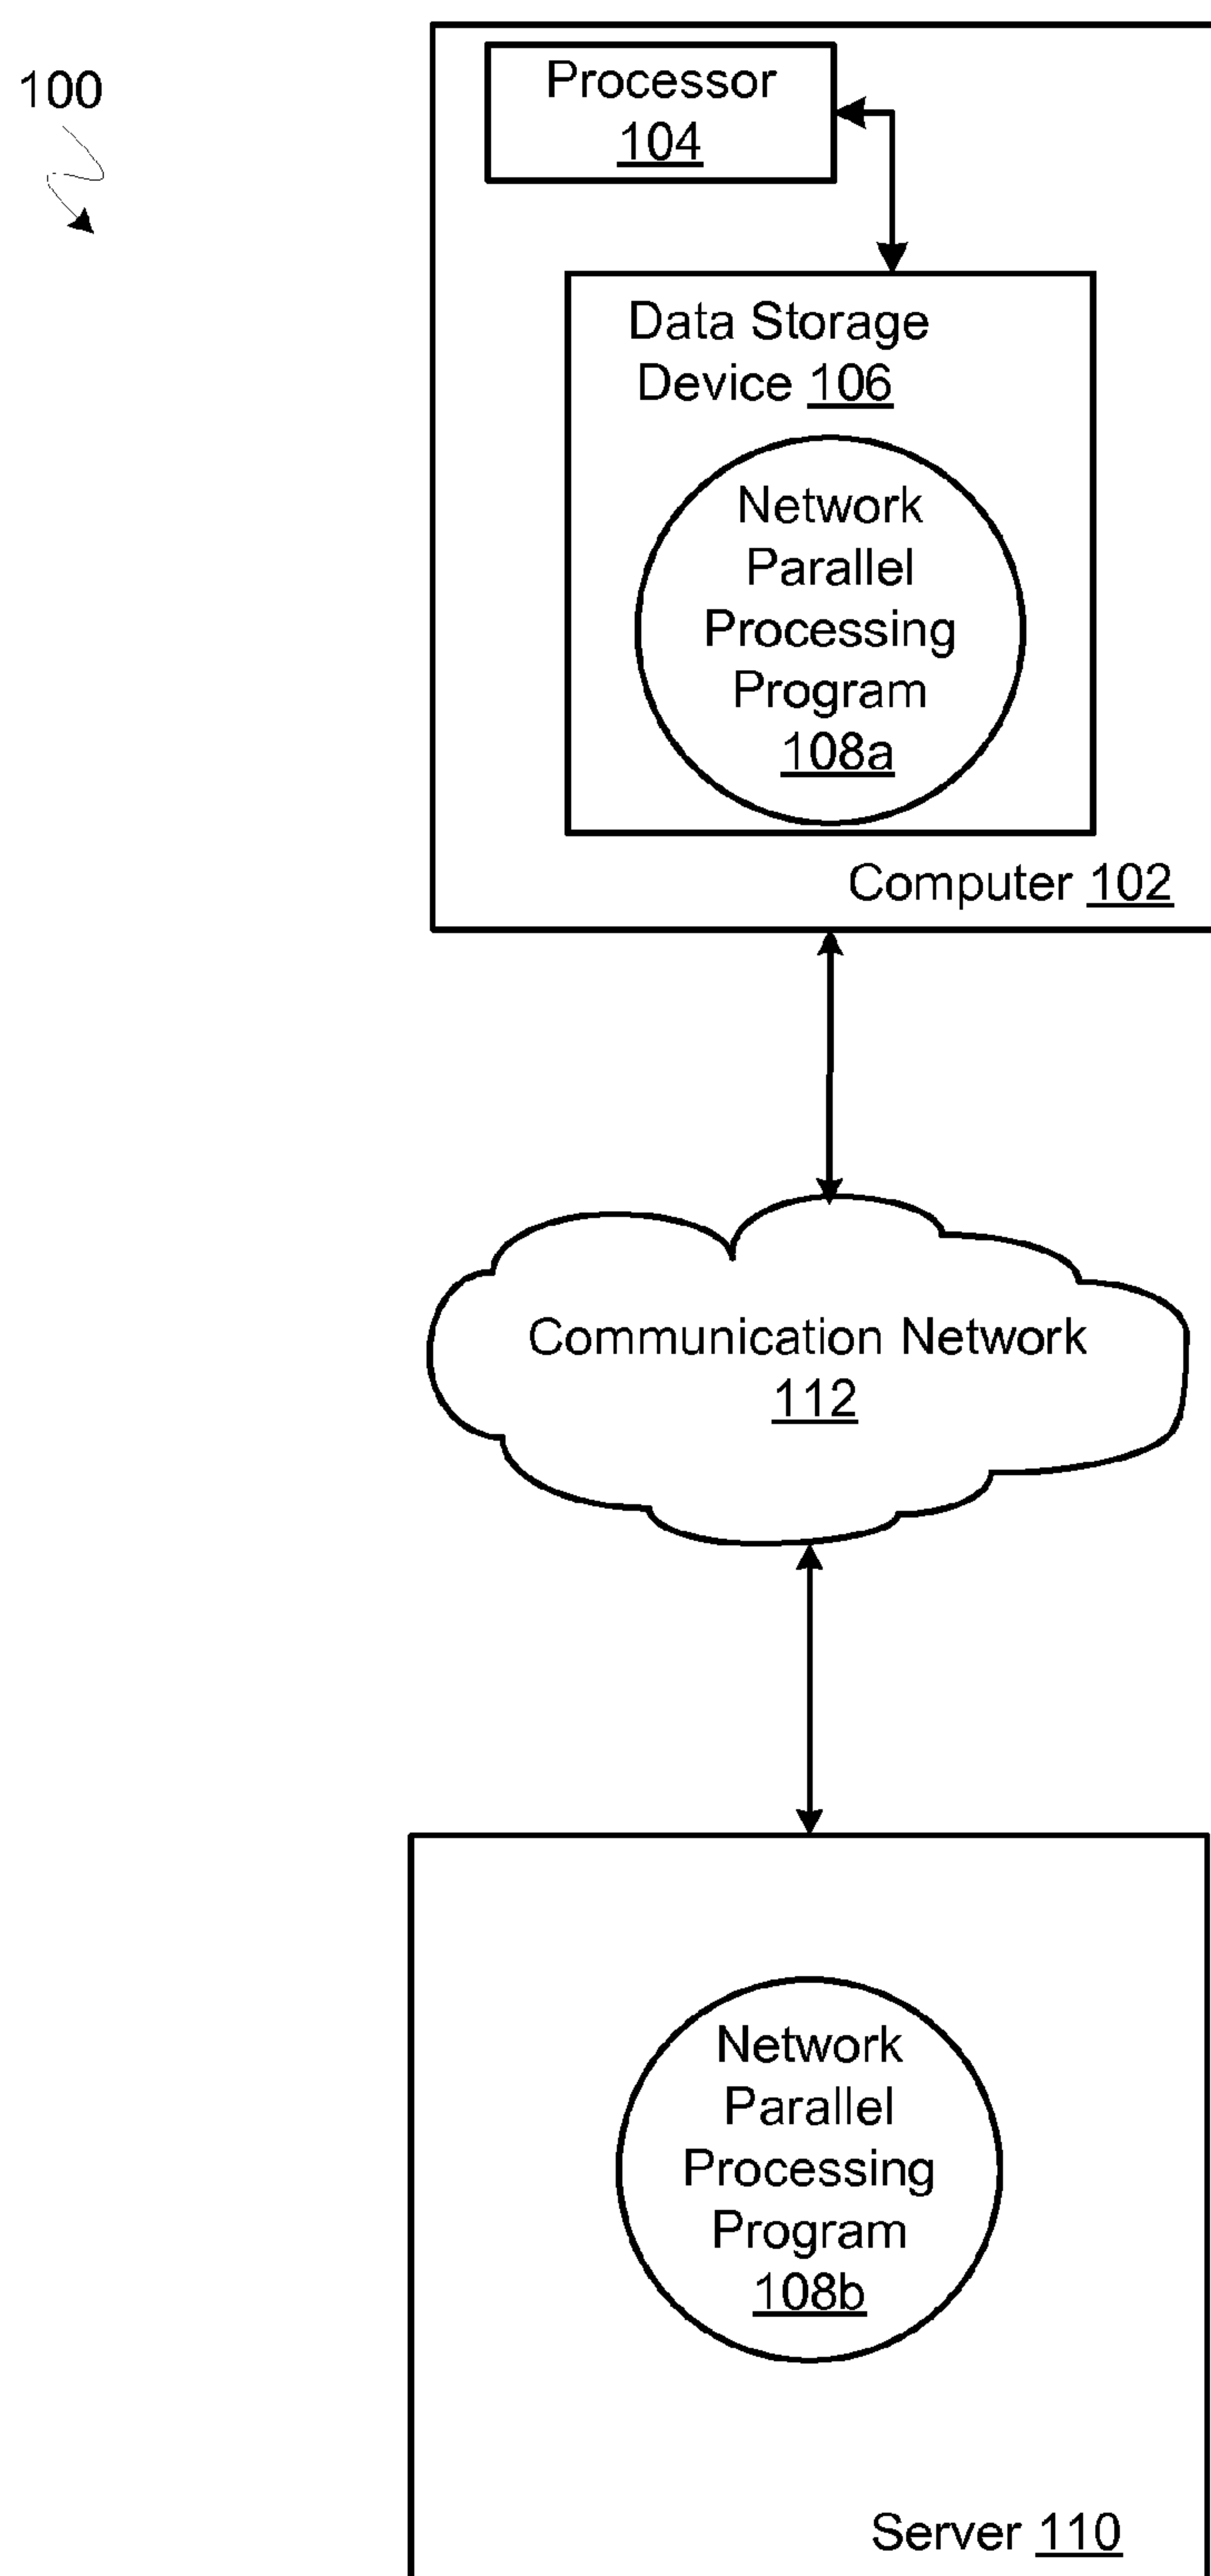 100
Processor
104
Data Storage
Device 106
Network
Parallel
Processing
Program
108a
Computer 102
Communication Network
112
Network
Parallel
Processing
Program
108b
Server 110